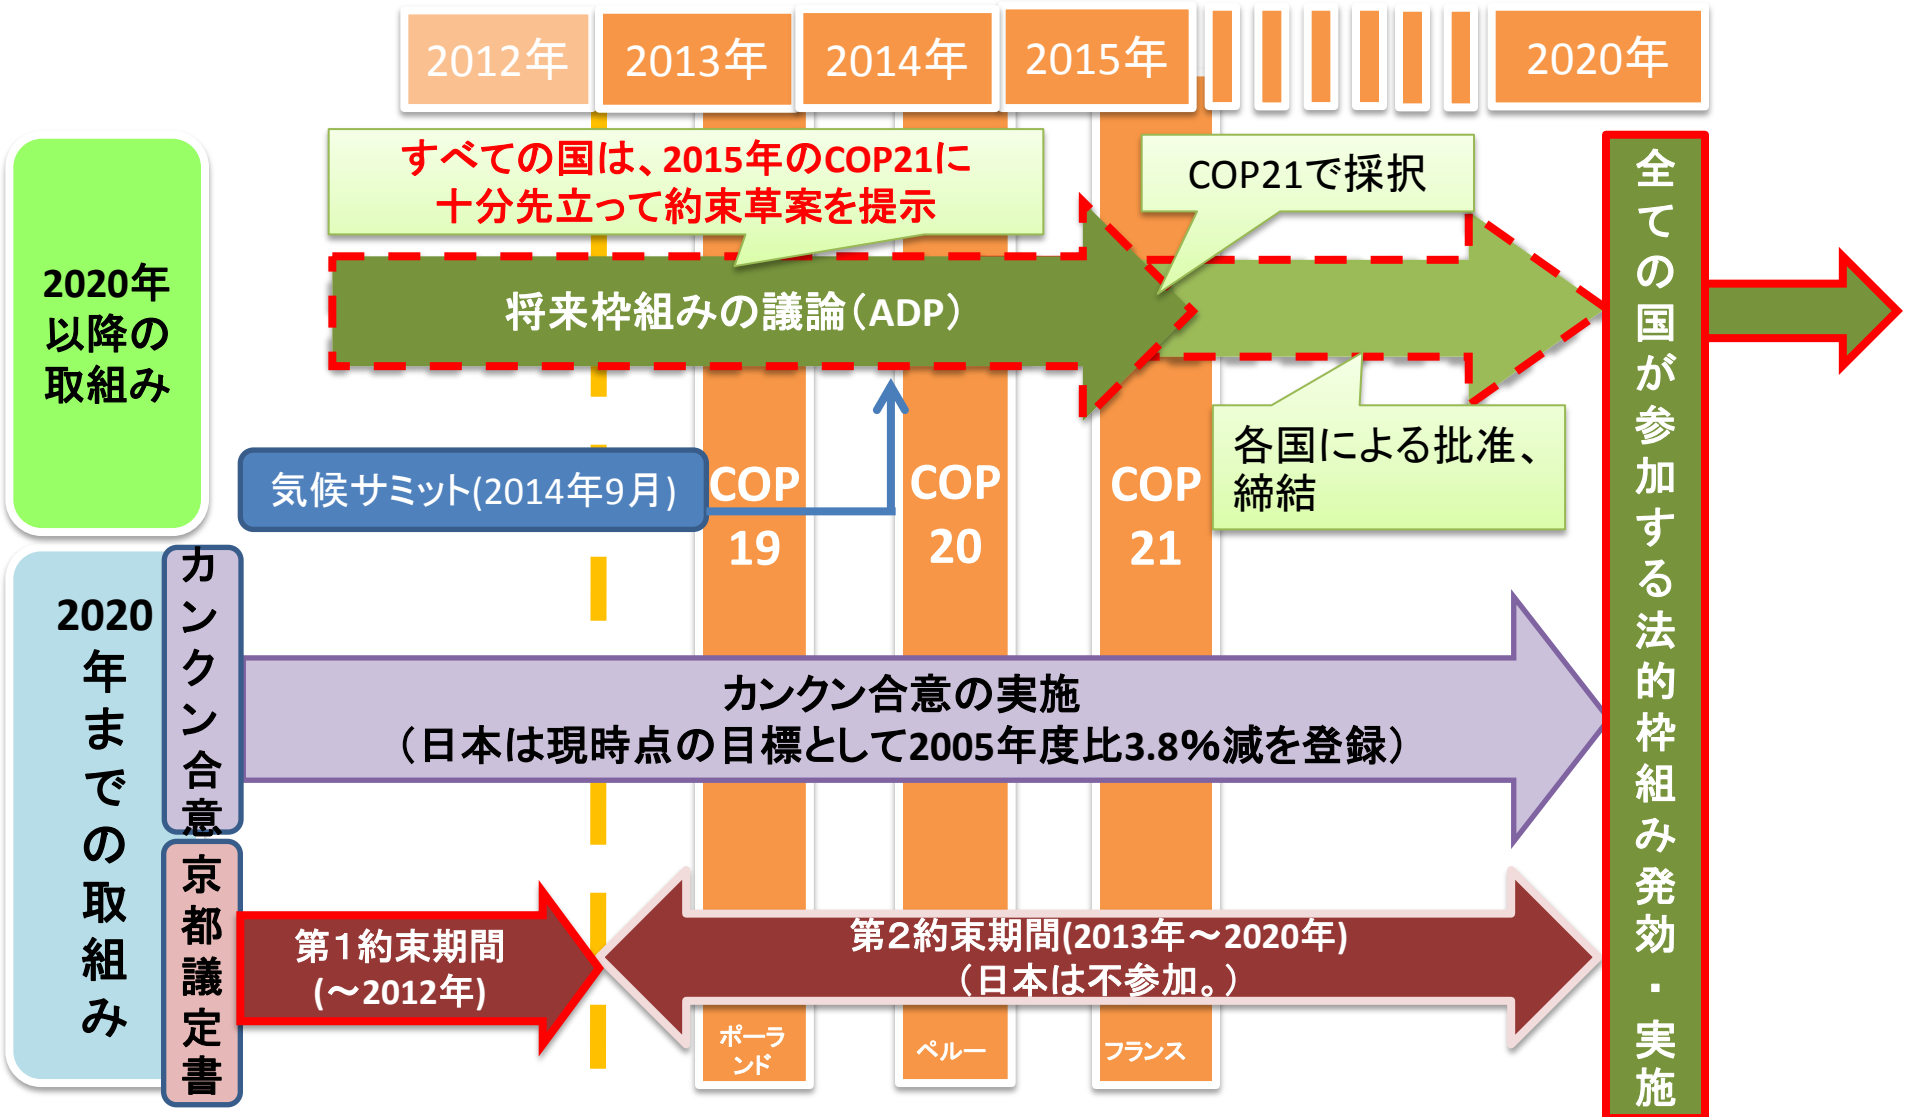 2012年
2013年
2014年
2015年
2020年
すべての国は、2015年のCOP21に
十分先立って約束草案を提示
COP21で採択
2020年
以降の
取組み
将来枠組みの議論(ADP)
各国による批准、
締結
気候サミット(2014年9月)
COP
19
COP
20
COP
21
全ての国が参加する法的枠組み発効・実施
2020
年までの取組み
カンクン合意
カンクン合意の実施
(日本は現時点の目標として2005年度比3.8%減を登録)
京都議定書
第1約束期間
(～2012年)
第2約束期間(2013年～2020年)
(日本は不参加。)
ポーラ
ンド
ペルー
フランス